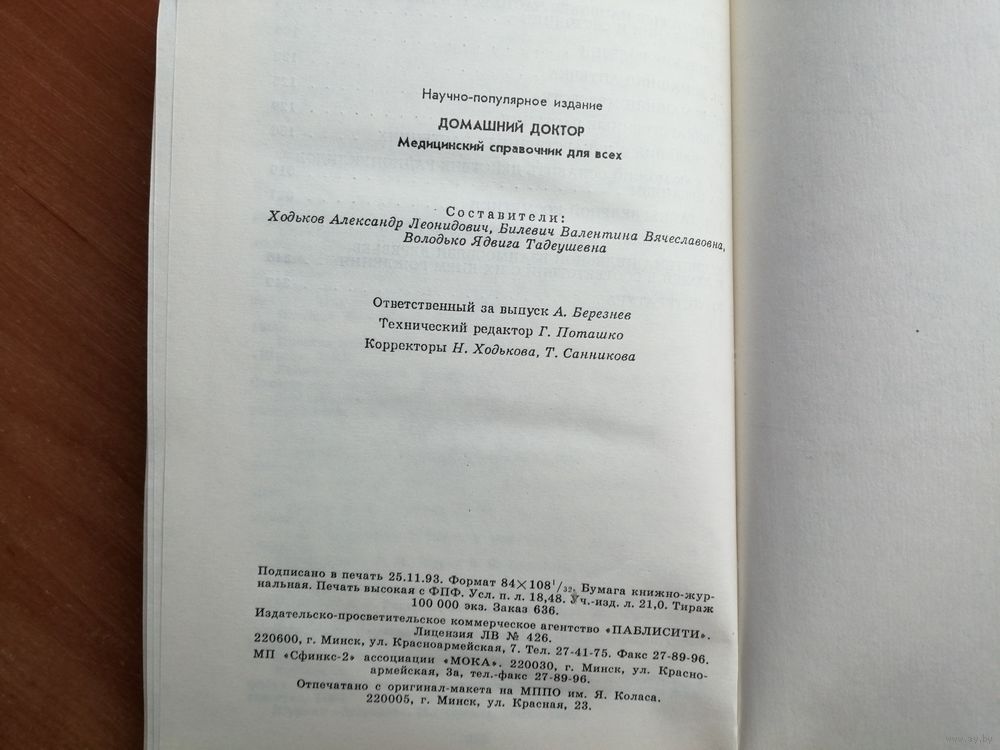 Научно-популярное издание
ДОМАШНИЙ ДОКТОР
Медицинский справочник для всех
Составители:
Ходьков Александр Леонидович, Билевич Валентина Вячеславовна,
Володько Ядвига Тадеушевна
Ответственный за выпуск А. Березнев
Технический редактор Г. Поташко
Корректоры Н. Ходькова, Т. Санникова
Подписано в печать 25.11.93. Формат 84×108¹/₃₂. Бумага книжно-жур-
нальная. Печать высокая с ФПФ. Усл. п. л. 18,48. Уч.-изд. л. 21,0. Тираж
100 000 экз. Заказ 636.
Издательско-просветительское коммерческое агентство «ПАБЛИСИТИ».
Лицензия ЛВ № 426.
220600, г. Минск, ул. Красноармейская, 7. Тел. 27-41-75. Факс 27-89-96.
МП «Сфинкс-2» ассоциации «МОКА». 220030, г. Минск, ул. Красно-
армейская, 3а, тел.-факс 27-89-96.
Отпечатано с оригинал-макета на МППО им. Я. Коласа.
220005, г. Минск, ул. Красная, 23.
www.ay.by